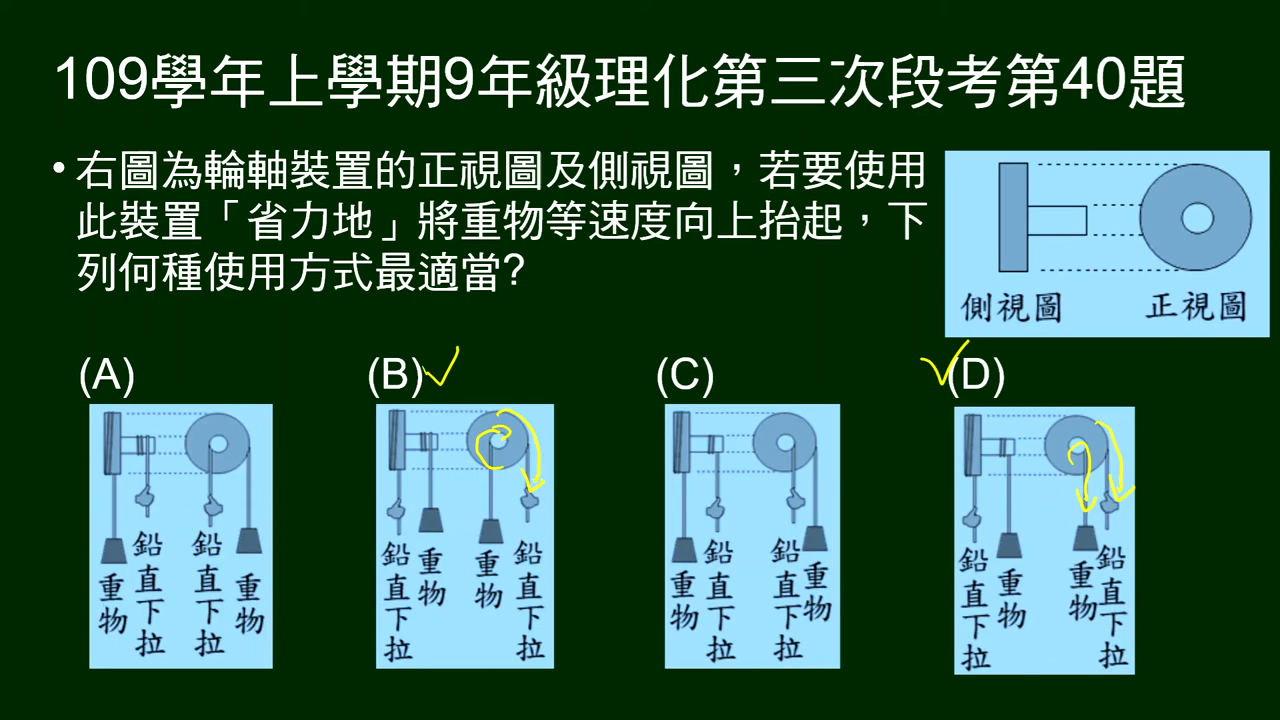 109學年上學期9年級理化第三次段考第40題
• 右圖為輪軸裝置的正視圖及側視圖，若要使用
此裝置「省力地」將重物等速度向上抬起，下
列何種使用方式最適當?
側視圖 正視圖
(A) (B) (C) (D)
重物 鉛直下拉 鉛直下拉 重物
鉛直下拉 重物 重物 鉛直下拉
重物 鉛直下拉 鉛直下拉 重物
鉛直下拉 重物 重物 鉛直下拉